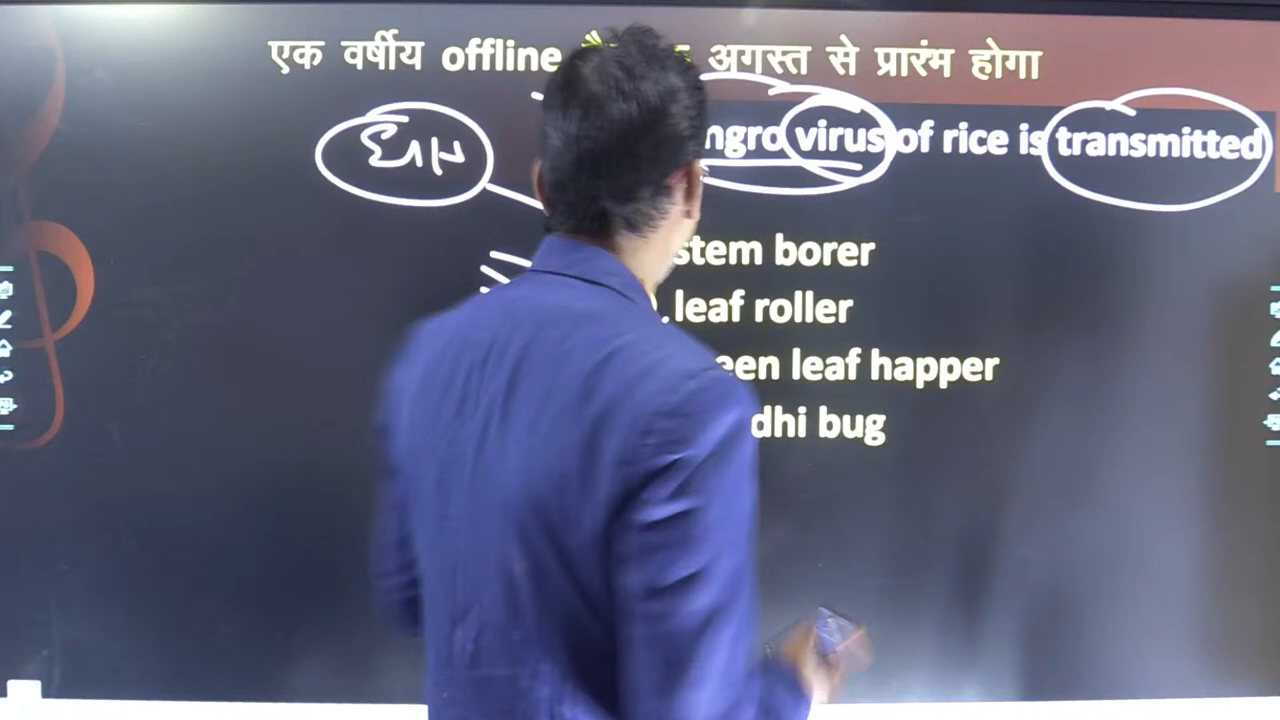 एक वर्षीय offline अगस्त से प्रारंभ होगा
धान
ngro virus of rice is transmitted
stem borer
leaf roller
een leaf happer
dhi bug